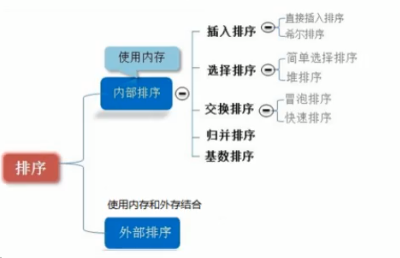 使用内存
插入排序
直接插入排序
希尔排序
选择排序
简单选择排序
堆排序
内部排序
交换排序
冒泡排序
快速排序
归并排序
基数排序
排序
使用内存和外存结合
外部排序